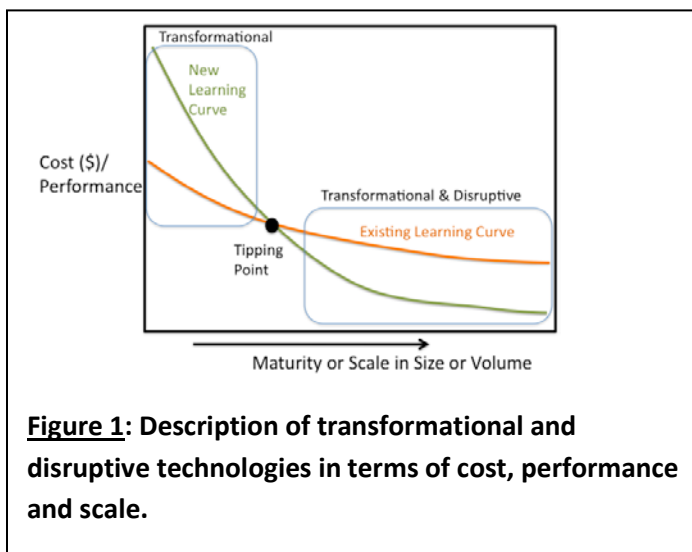 Transformational
New
Learning
Curve
Cost ($)/
Performance
Transformational & Disruptive
Existing Learning Curve
Tipping
Point
Maturity or Scale in Size or Volume
Figure 1: Description of transformational and
disruptive technologies in terms of cost, performance
and scale.